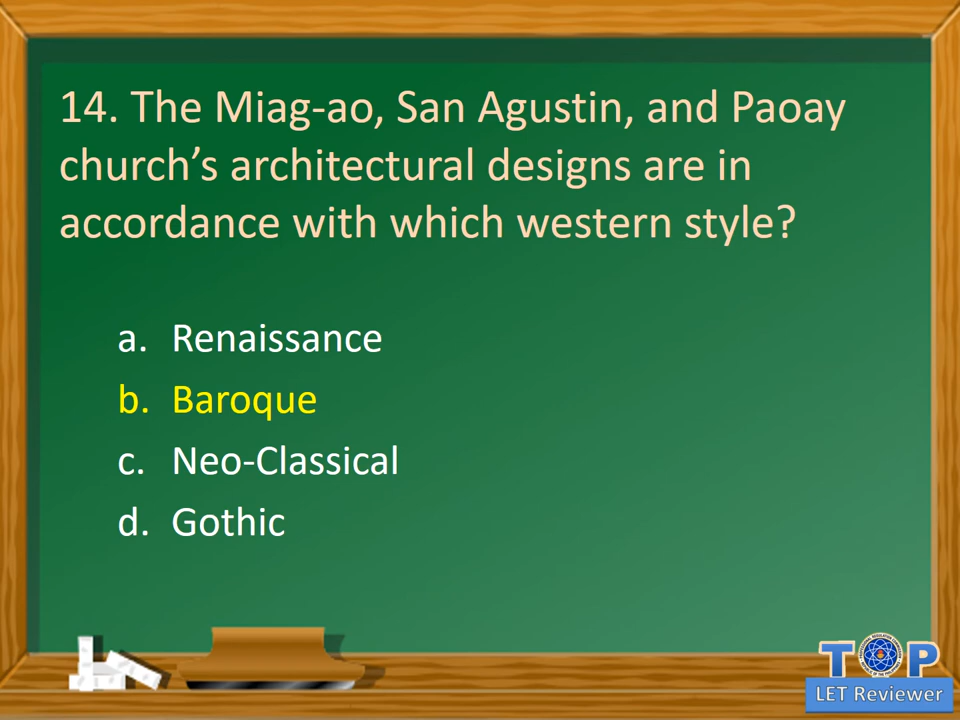 14. The Miag-ao, San Agustin, and Paoay
church’s architectural designs are in
accordance with which western style?
a. Renaissance
b. Baroque
c. Neo-Classical
d. Gothic
TOP
LET Reviewer